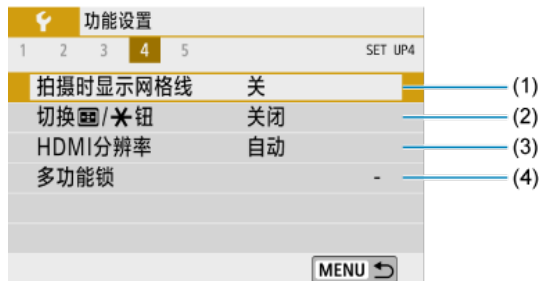 功能设置
1 2 3 4 5 SET UP4
拍摄时显示网格线 关 (1)
切换/钮 关闭 (2)
HDMI分辨率 自动 (3)
多功能锁 - (4)
MENU